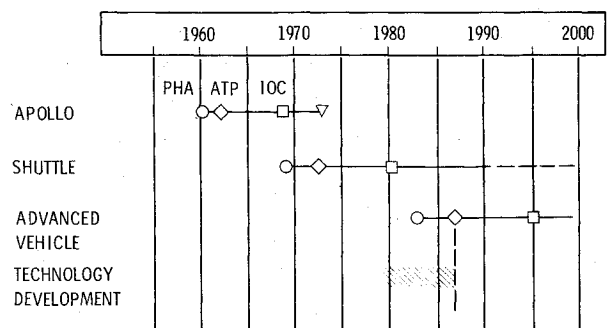 1960 1970 1980 1990 2000
PHA ATP IOC
APOLLO
SHUTTLE
ADVANCED
VEHICLE
TECHNOLOGY
DEVELOPMENT